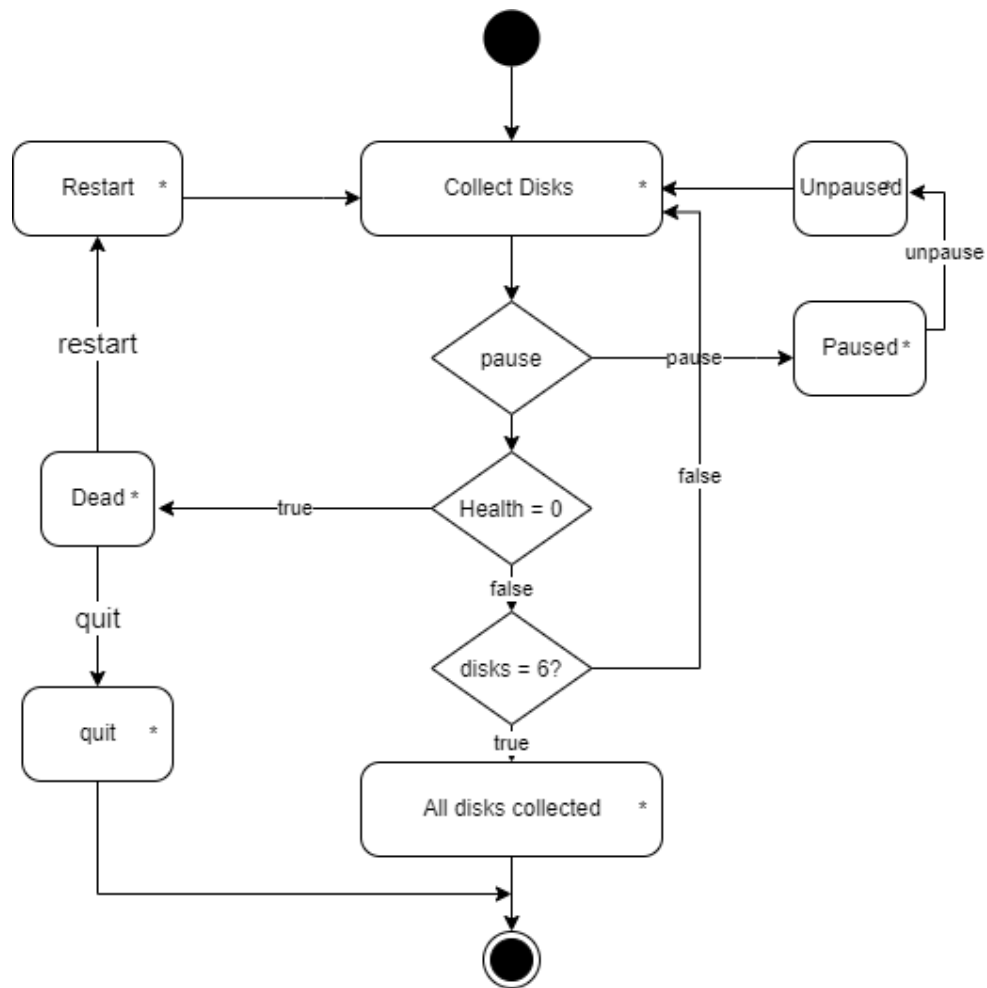 Restart *
Collect Disks *
Unpaused*
unpause
restart
pause
pause
Paused *
Dead *
true
Health = 0
false
false
quit
disks = 6?
quit *
true
All disks collected *